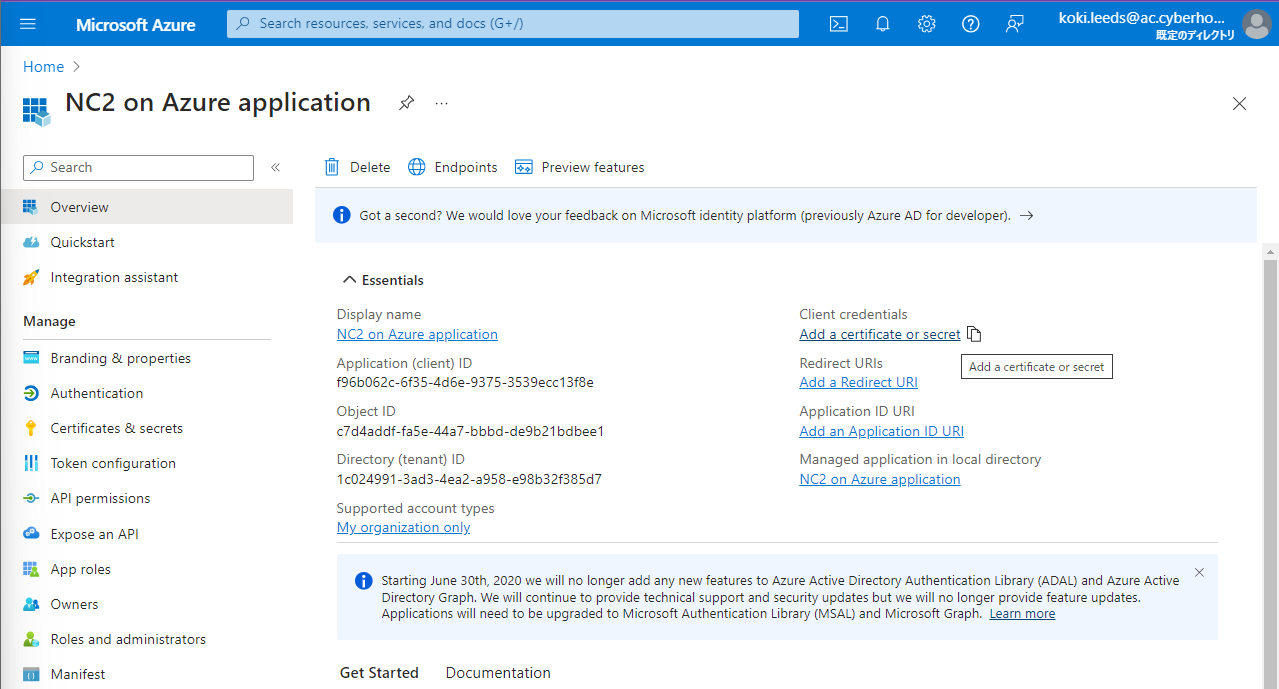 Microsoft Azure
Search resources, services, and docs (G+/)
koki.leeds@ac.cyberho...
既定のディレクトリ
Home
NC2 on Azure application
...
Search
Delete
Endpoints
Preview features
Overview
Quickstart
Integration assistant
Manage
Branding & properties
Authentication
Certificates & secrets
Token configuration
API permissions
Expose an API
App roles
Owners
Roles and administrators
Manifest
Got a second? We would love your feedback on Microsoft identity platform (previously Azure AD for developer).
Essentials
Display name
NC2 on Azure application
Application (client) ID
f96b062c-6f35-4d6e-9375-3539ecc13f8e
Object ID
c7d4addf-fa5e-44a7-bbbd-de9b21bdbee1
Directory (tenant) ID
1c024991-3ad3-4ea2-a958-e98b32f385d7
Supported account types
My organization only
Client credentials
Add a certificate or secret
Add a certificate or secret
Redirect URIs
Add a Redirect URI
Application ID URI
Add an Application ID URI
Managed application in local directory
NC2 on Azure application
Starting June 30th, 2020 we will no longer add any new features to Azure Active Directory Authentication Library (ADAL) and Azure Active
Directory Graph. We will continue to provide technical support and security updates but we will no longer provide feature updates.
Applications will need to be upgraded to Microsoft Authentication Library (MSAL) and Microsoft Graph. Learn more
Get Started
Documentation